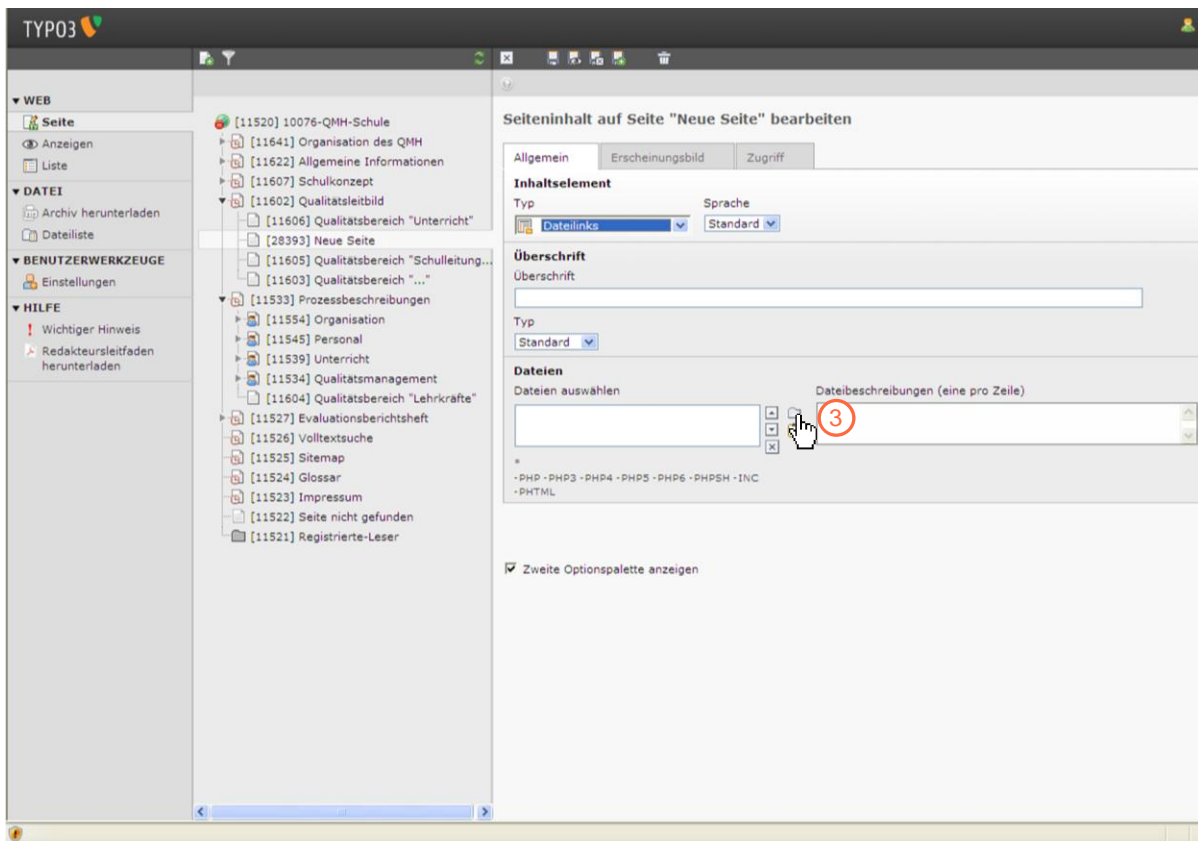 TYPO3
WEB
Seite
Anzeigen
Liste
DATEI
Archiv herunterladen
Dateiliste
BENUTZERWERKZEUGE
Einstellungen
HILFE
Wichtiger Hinweis
Redakteursleitfaden
herunterladen
[11520] 10076-QMH-Schule
[11641] Organisation des QMH
[11622] Allgemeine Informationen
[11607] Schulkonzept
[11602] Qualitätsleitbild
[11606] Qualitätsbereich "Unterricht"
[28393] Neue Seite
[11605] Qualitätsbereich "Schulleitung...
[11603] Qualitätsbereich "..."
[11533] Prozessbeschreibungen
[11554] Organisation
[11545] Personal
[11539] Unterricht
[11534] Qualitätsmanagement
[11604] Qualitätsbereich "Lehrkräfte"
[11527] Evaluationsberichtsheft
[11526] Volltextsuche
[11525] Sitemap
[11524] Glossar
[11523] Impressum
[11522] Seite nicht gefunden
[11521] Registrierte-Leser
Seiteninhalt auf Seite "Neue Seite" bearbeiten
Allgemein Erscheinungsbild Zugriff
Inhaltselement
Typ Sprache
Dateilinks Standard
Überschrift
Überschrift
Typ
Standard
Dateien
Dateien auswählen Dateibeschreibungen (eine pro Zeile)
3
*
-PHP -PHP3 -PHP4 -PHP5 -PHP6 -PHPSH -INC
-PHTML
Zweite Optionspalette anzeigen